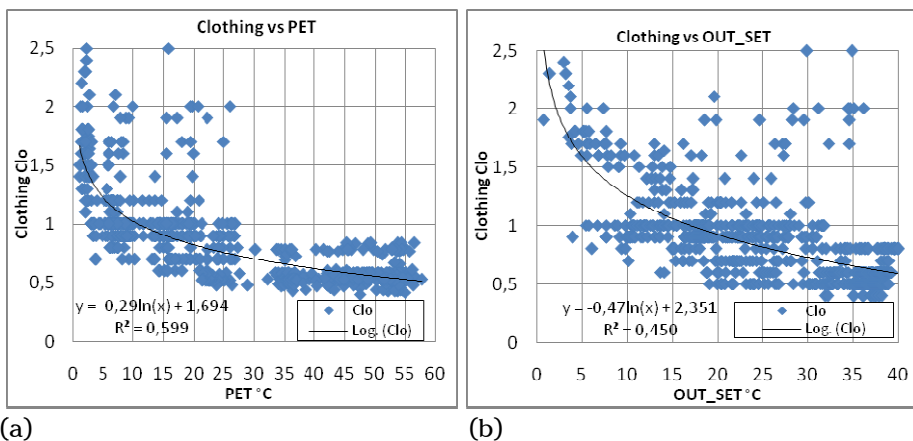 Clothing vs PET
2,5
2
1,5
1
0,5
0
Clothing Clo
y = 0,29ln(x) + 1,694
R² = 0,599
Clo
Log. (Clo)
0 5 10 15 20 25 30 35 40 45 50 55 60
PET °C
(a)
Clothing vs OUT_SET
2,5
2
1,5
1
0,5
0
Clothing Clo
y = -0,47ln(x) + 2,351
R² = 0,450
Clo
Log. (Clo)
0 5 10 15 20 25 30 35 40
OUT_SET °C
(b)